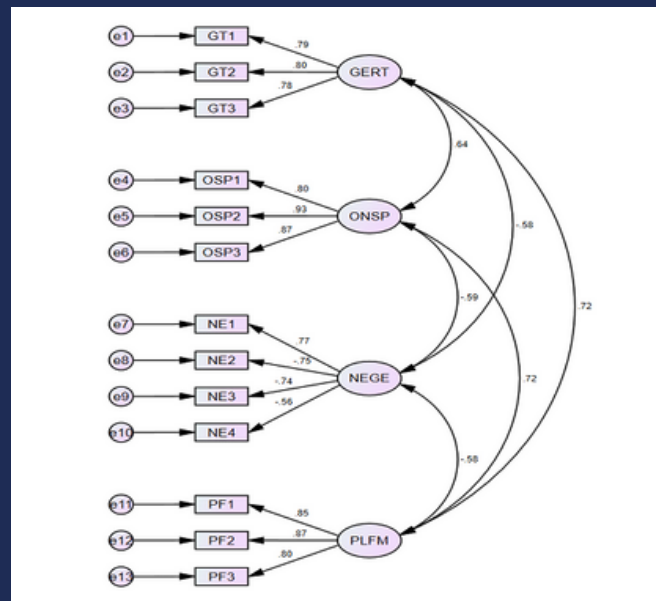 e1 GT1
.79
e2 GT2 .80 GERT
e3 GT3 .78
.64
e4 OSP1
.80
e5 OSP2 .93 ONSP
-.58
e6 OSP3 .87
-.59
.72
e7 NE1
.77
e8 NE2 -.75
NEGE .72
e9 NE3 -.74
e10 NE4 -.56
-.58
e11 PF1
.85
e12 PF2 .87 PLFM
e13 PF3 .80